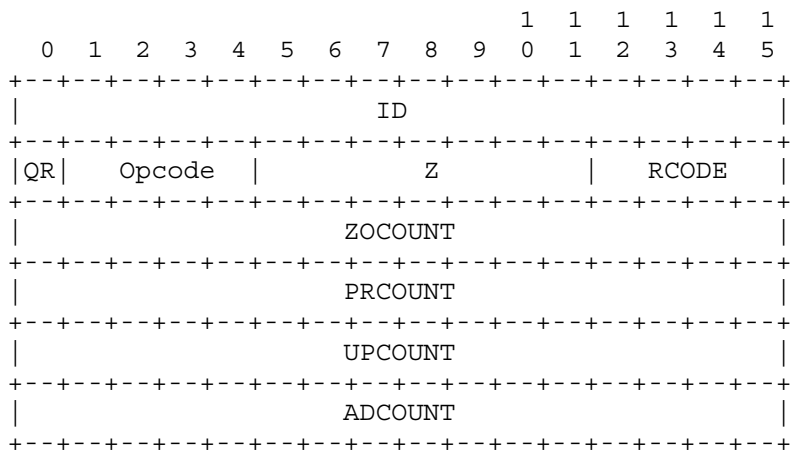 1  1  1  1  1  1
  0  1  2  3  4  5  6  7  8  9  0  1  2  3  4  5
+--+--+--+--+--+--+--+--+--+--+--+--+--+--+--+--+
|                      ID                       |
+--+--+--+--+--+--+--+--+--+--+--+--+--+--+--+--+
|QR|   Opcode  |          Z         |   RCODE   |
+--+--+--+--+--+--+--+--+--+--+--+--+--+--+--+--+
|                    ZOCOUNT                    |
+--+--+--+--+--+--+--+--+--+--+--+--+--+--+--+--+
|                    PRCOUNT                    |
+--+--+--+--+--+--+--+--+--+--+--+--+--+--+--+--+
|                    UPCOUNT                    |
+--+--+--+--+--+--+--+--+--+--+--+--+--+--+--+--+
|                    ADCOUNT                    |
+--+--+--+--+--+--+--+--+--+--+--+--+--+--+--+--+